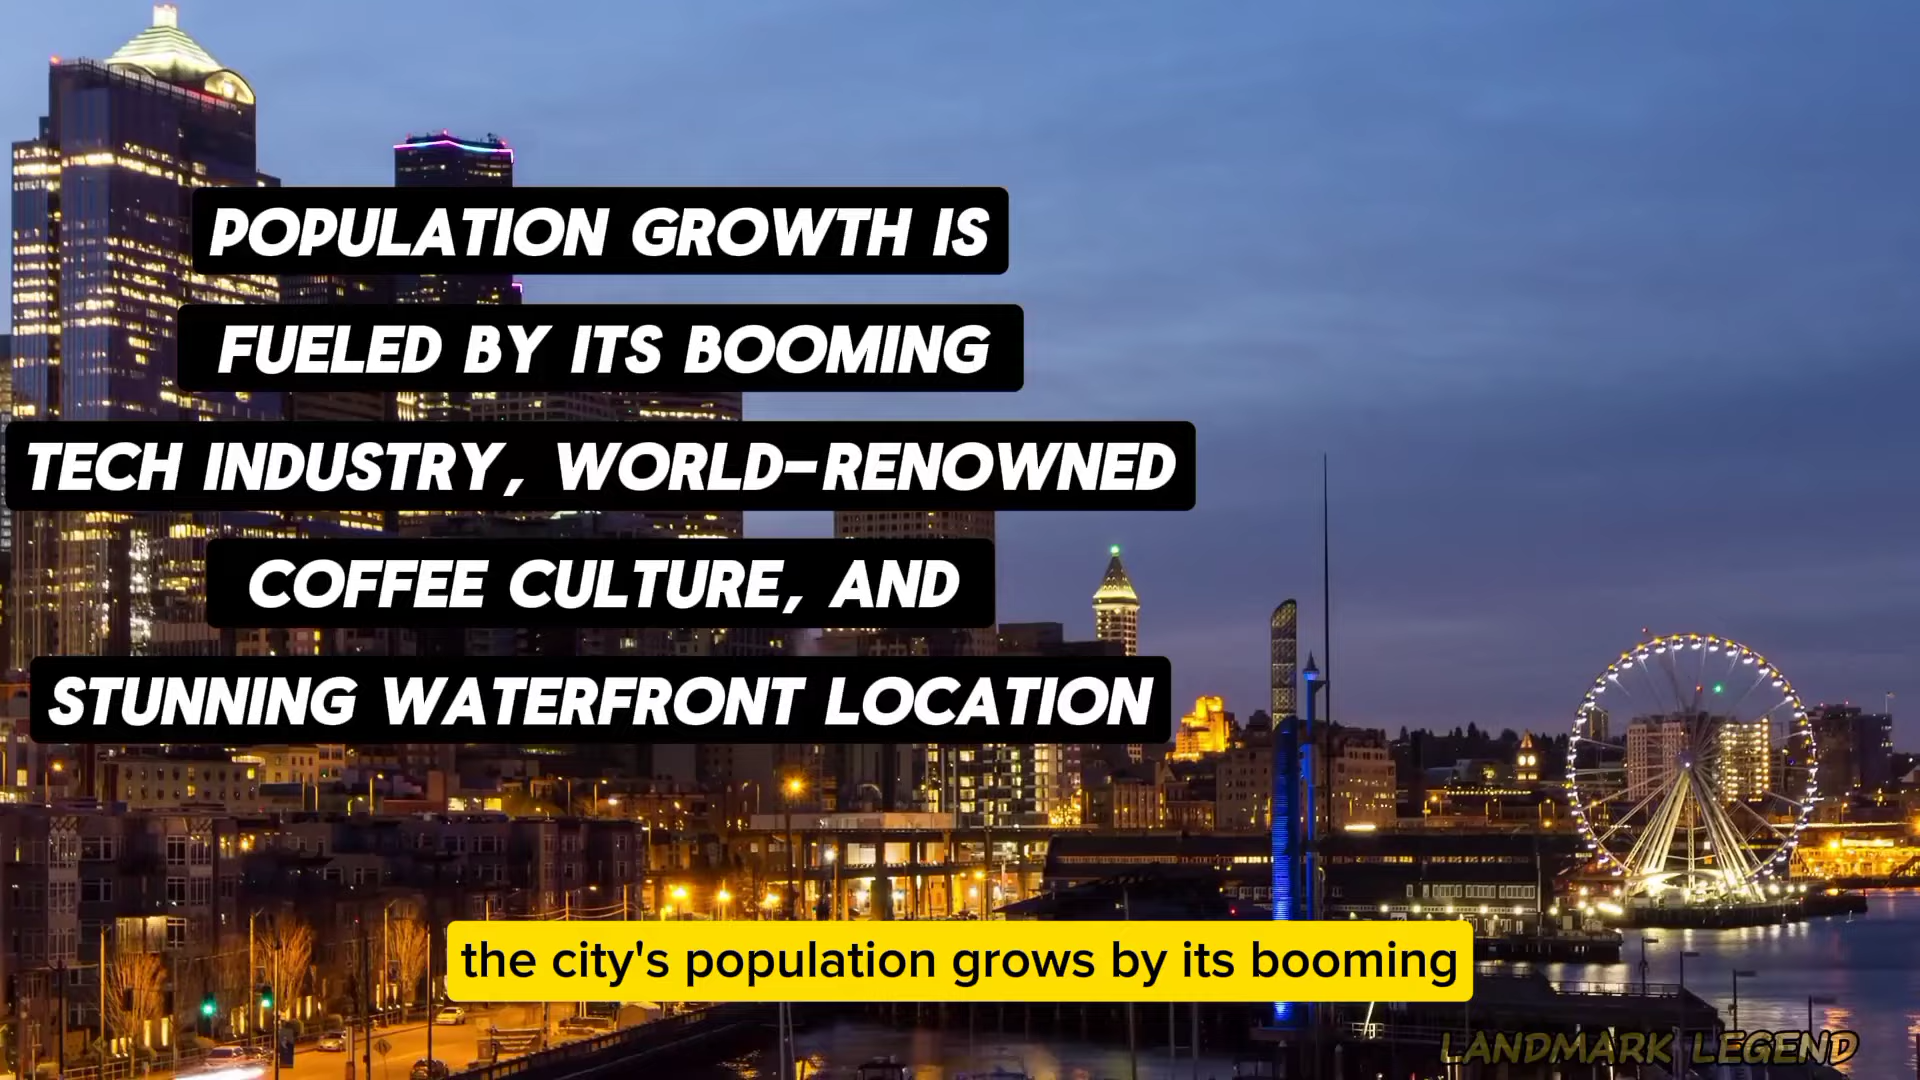 POPULATION GROWTH IS
FUELED BY ITS BOOMING
TECH INDUSTRY, WORLD-RENOWNED
COFFEE CULTURE, AND
STUNNING WATERFRONT LOCATION
the city's population grows by its booming
LANDMARK LEGEND